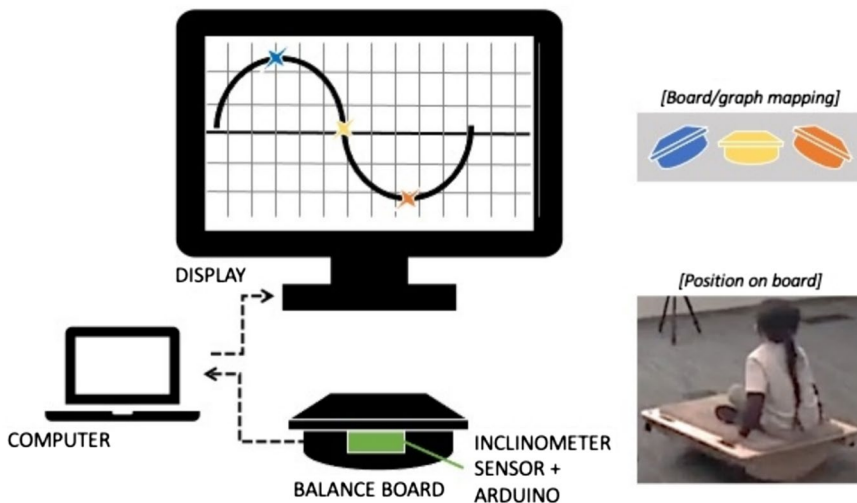 [Board/graph mapping]
DISPLAY
[Position on board]
COMPUTER
INCLINOMETER
SENSOR +
ARDUINO
BALANCE BOARD